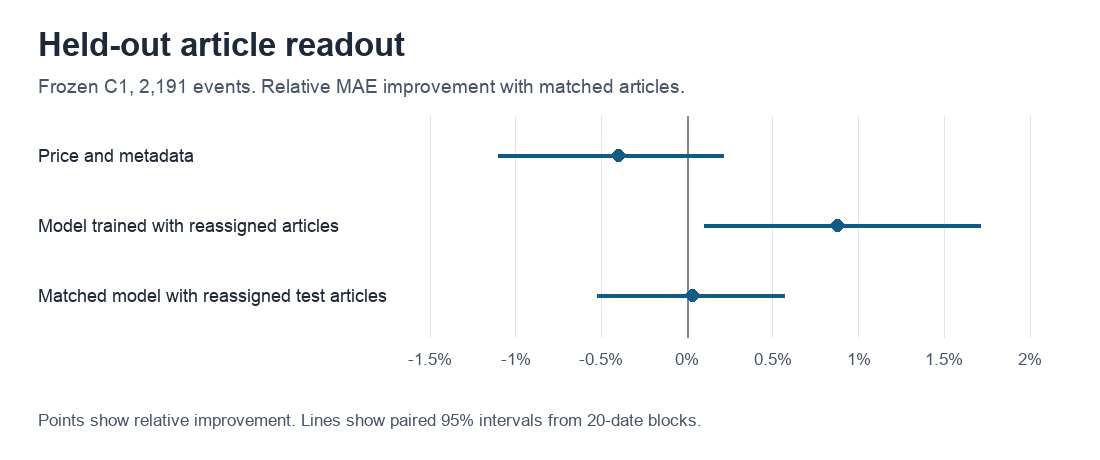 Held-out article readout
Frozen C1, 2,191 events. Relative MAE improvement with matched articles.
Price and metadata
Model trained with reassigned articles
Matched model with reassigned test articles
-1.5% -1% -0.5% 0% 0.5% 1% 1.5% 2%
Points show relative improvement. Lines show paired 95% intervals from 20-date blocks.